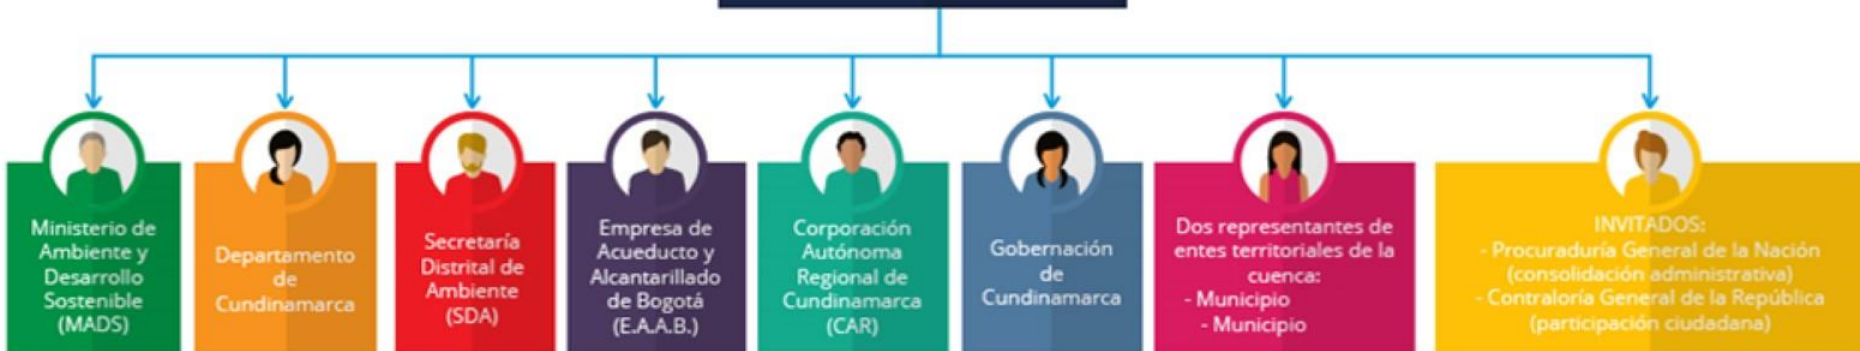 Ministerio de
Ambiente y
Desarrollo
Sostenible
(MADS)
Departamento
de
Cundinamarca
Secretaría
Distrital de
Ambiente
(SDA)
Empresa de
Acueducto y
Alcantarillado
de Bogotá
(E.A.A.B.)
Corporación
Autónoma
Regional de
Cundinamarca
(CAR)
Gobernación
de
Cundinamarca
Dos representantes de
entes territoriales de la
cuenca:
- Municipio
- Municipio
INVITADOS:
- Procuraduría General de la Nación
(consolidación administrativa)
- Contraloría General de la República
(participación ciudadana)